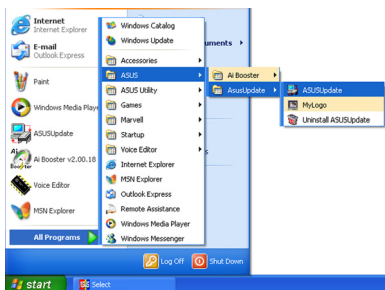 Internet
Internet Explorer
E-mail
Outlook Express
Paint
Windows Media Playe
ASUSUpdate
Ai Booster v2.00.18
Voice Editor
MSN Explorer
All Programs
Windows Catalog
Windows Update
Accessories
ASUS
ASUS Utility
Games
Marvell
Startup
Voice Editor
Internet Explorer
MSN Explorer
Outlook Express
Remote Assistance
Windows Media Player
Windows Messenger
uments
s
Ai Booster
AsusUpdate
ASUSUpdate
MyLogo
Uninstall ASUSUpdate
Log Off
Shut Down
start
Select